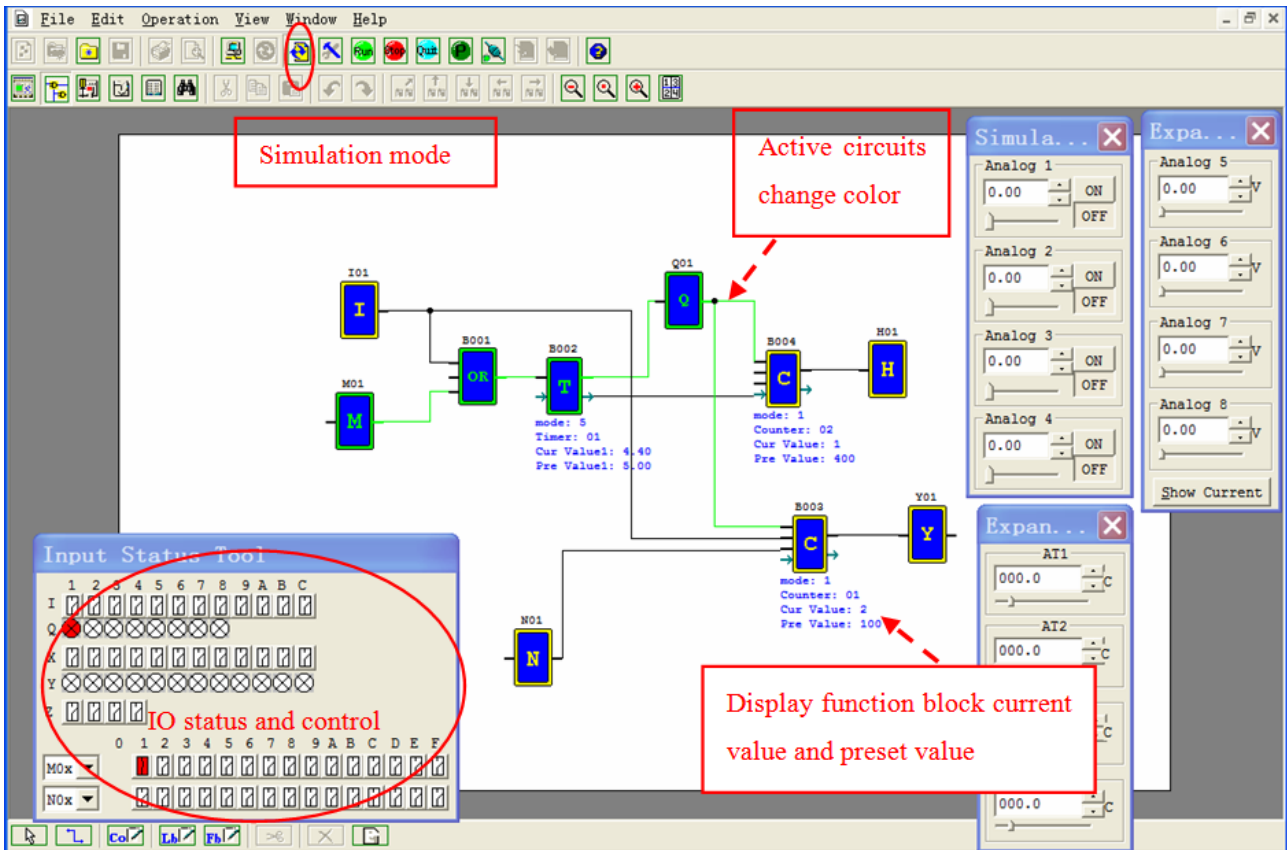 File Edit Operation View Window Help
Run Stop Quit P
Simulation mode
Active circuits
change color
Simula...
Analog 1
0.00 ON
OFF
Analog 2
0.00 ON
OFF
Analog 3
0.00 ON
OFF
Analog 4
0.00 ON
OFF
Expa...
Analog 5
0.00 V
Analog 6
0.00 V
Analog 7
0.00 V
Analog 8
0.00 V
Show Current
I01
I
M01
M
B001
OR
B002
T
mode: 5
Timer: 01
Cur Value1: 4.40
Pre Value1: 5.00
Q01
Q
B004
C
mode: 1
Counter: 02
Cur Value: 1
Pre Value: 400
H01
H
B003
C
mode: 1
Counter: 01
Cur Value: 2
Pre Value: 100
Y01
Y
N01
N
Expan...
AT1
000.0 C
AT2
000.0 C
C
000.0 C
Display function block current
value and preset value
Input Status Tool
1 2 3 4 5 6 7 8 9 A B C
I
Q
X
Y
Z
IO status and control
0 1 2 3 4 5 6 7 8 9 A B C D E F
M0x
N0x
Co Lb Fb